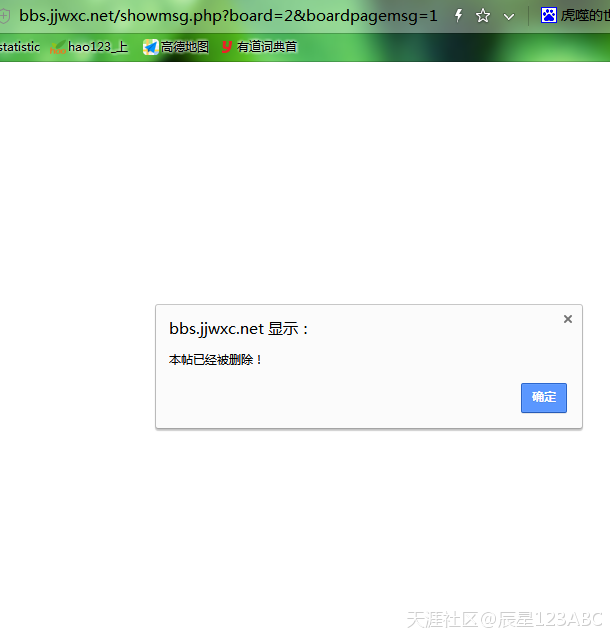 bbs.jjwxc.net/showmsg.php?board=2&boardpagemsg=1
虎噬的世
statistic
hao123_上
高德地图
有道词典首
bbs.jjwxc.net 显示：
本帖已经被删除！
确定
天涯社区@辰星123ABC